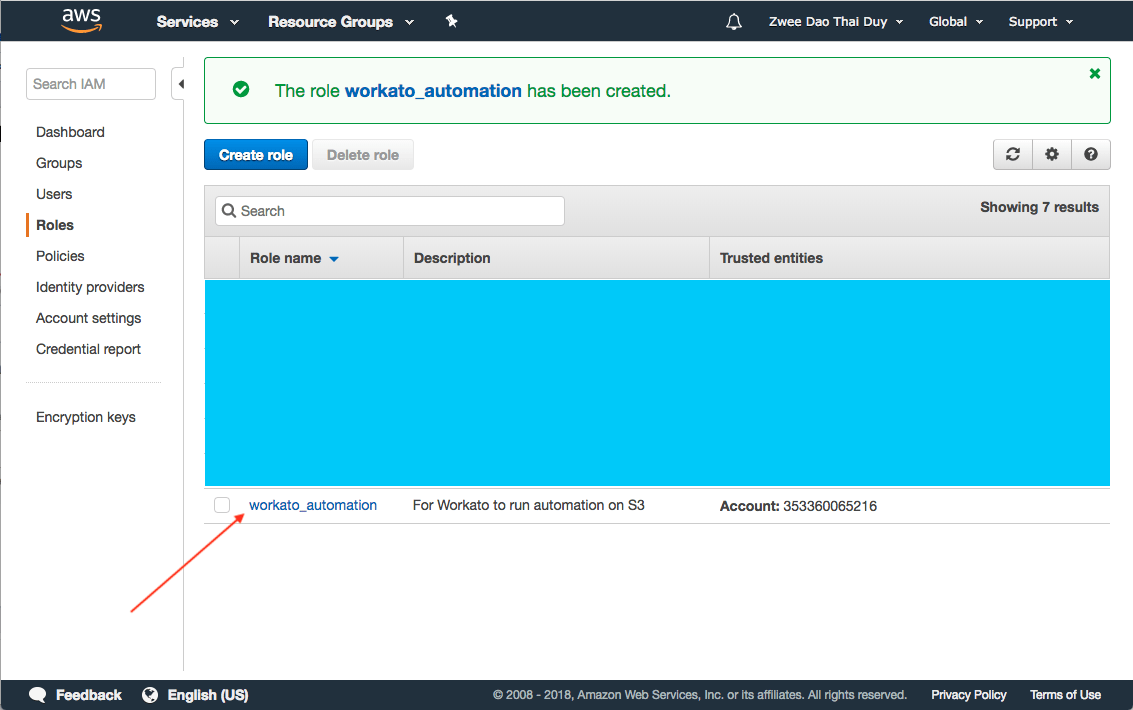 aws Services Resource Groups Zwee Dao Thai Duy Global Support
Search IAM
Dashboard
Groups
Users
Roles
Policies
Identity providers
Account settings
Credential report
Encryption keys
The role workato_automation has been created.
Create role Delete role
Search Showing 7 results
Role name Description Trusted entities
workato_automation For Workato to run automation on S3 Account: 353360065216
Feedback English (US) © 2008 - 2018, Amazon Web Services, Inc. or its affiliates. All rights reserved. Privacy Policy Terms of Use